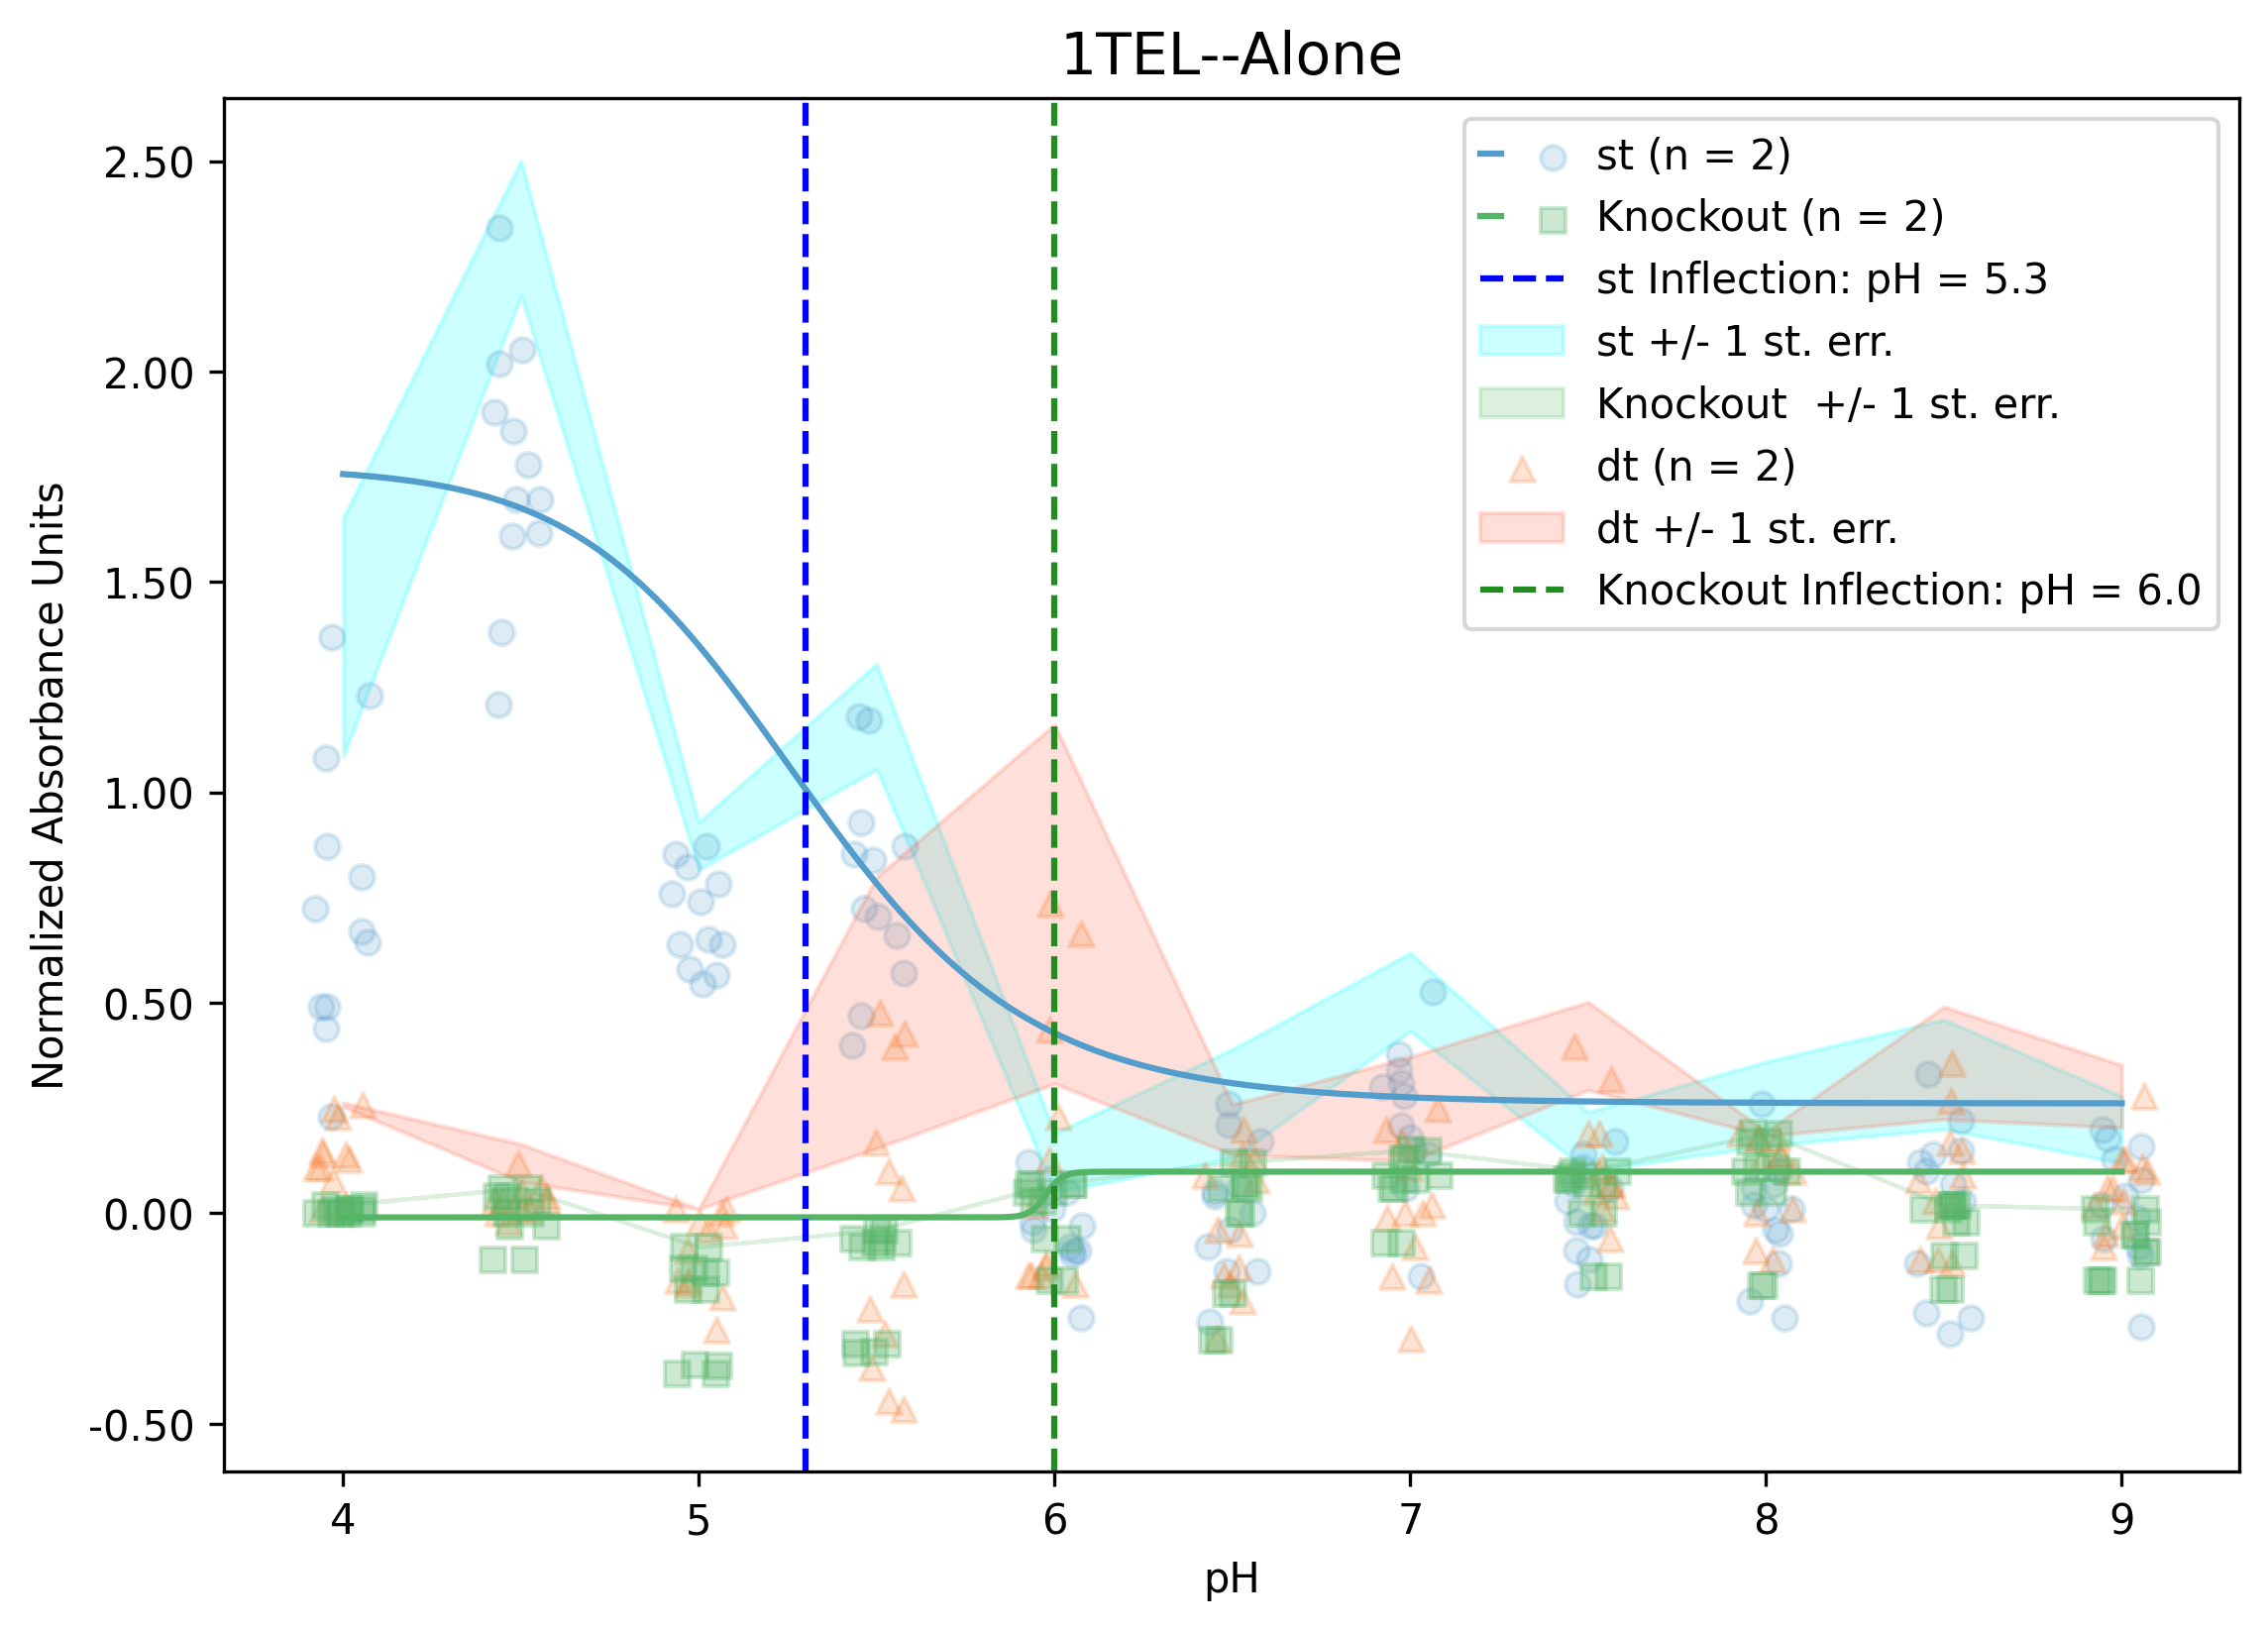 1TEL--Alone
st (n = 2)
Knockout (n = 2)
st Inflection: pH = 5.3
st +/- 1 st. err.
Knockout  +/- 1 st. err.
dt (n = 2)
dt +/- 1 st. err.
Knockout Inflection: pH = 6.0
Normalized Absorbance Units
2.50
2.00
1.50
1.00
0.50
0.00
-0.50
4 5 6 7 8 9
pH